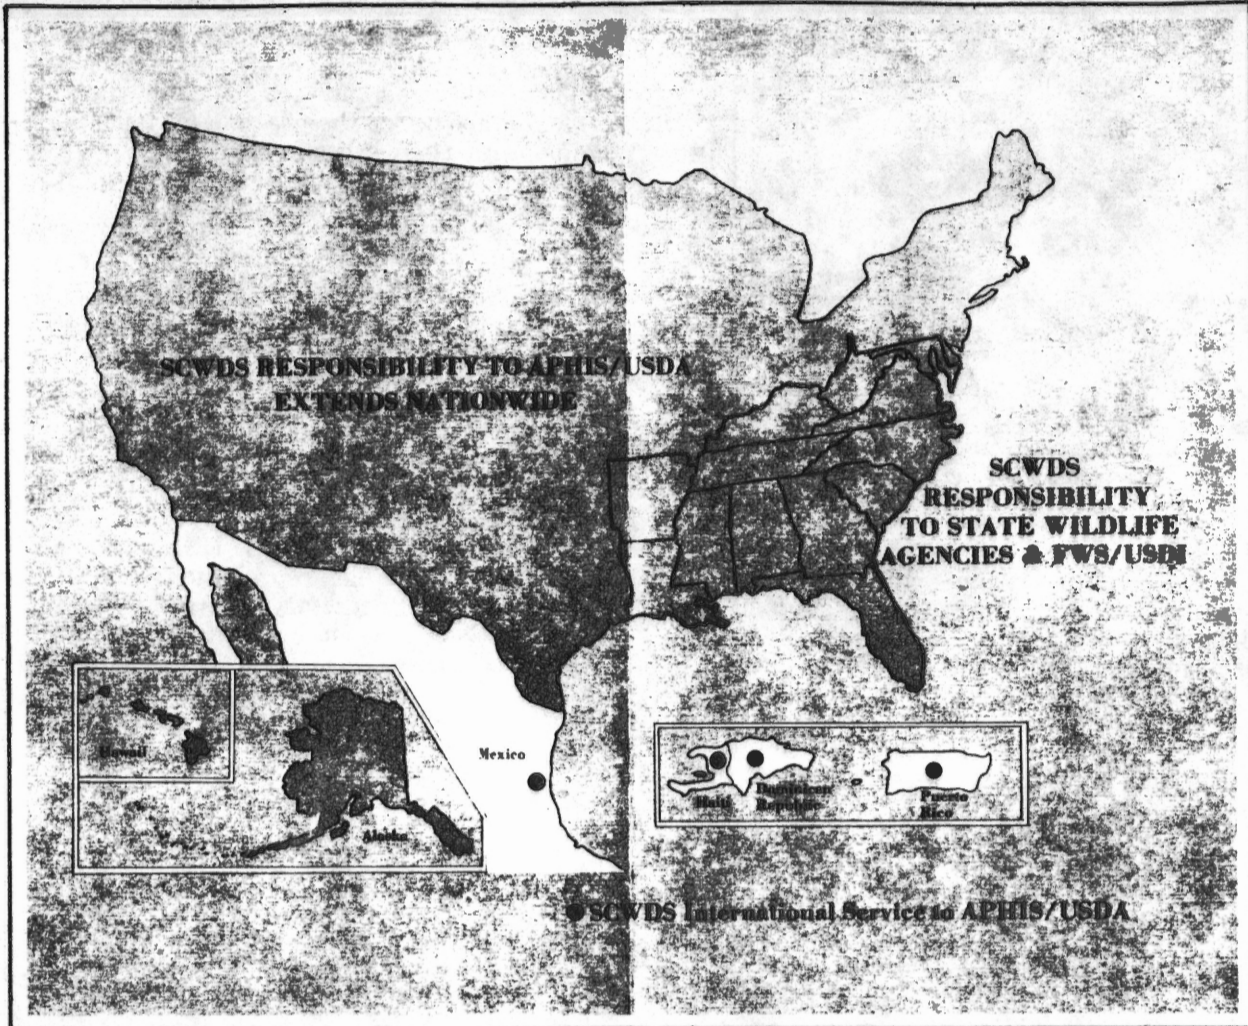 SCWDS RESPONSIBILITY TO APHIS/USDA
EXTENDS NATIONWIDE
SCWDS
RESPONSIBILITY
TO STATE WILDLIFE
AGENCIES & FWS/USDI
Hawaii
Alaska
Mexico
Haiti
Dominican
Republic
Puerto
Rico
SCWDS International Service to APHIS/USDA